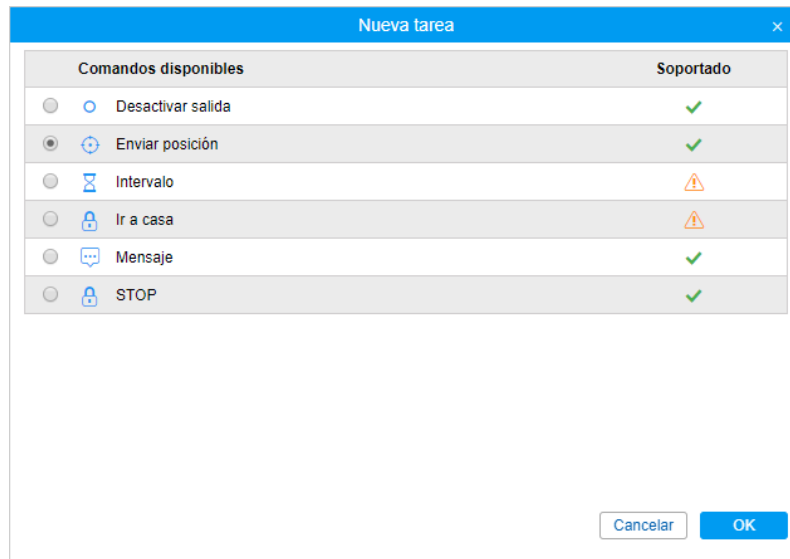 Nueva tarea
Comandos disponibles Soportado
Desactivar salida
Enviar posición
Intervalo
Ir a casa
Mensaje
STOP
Cancelar OK